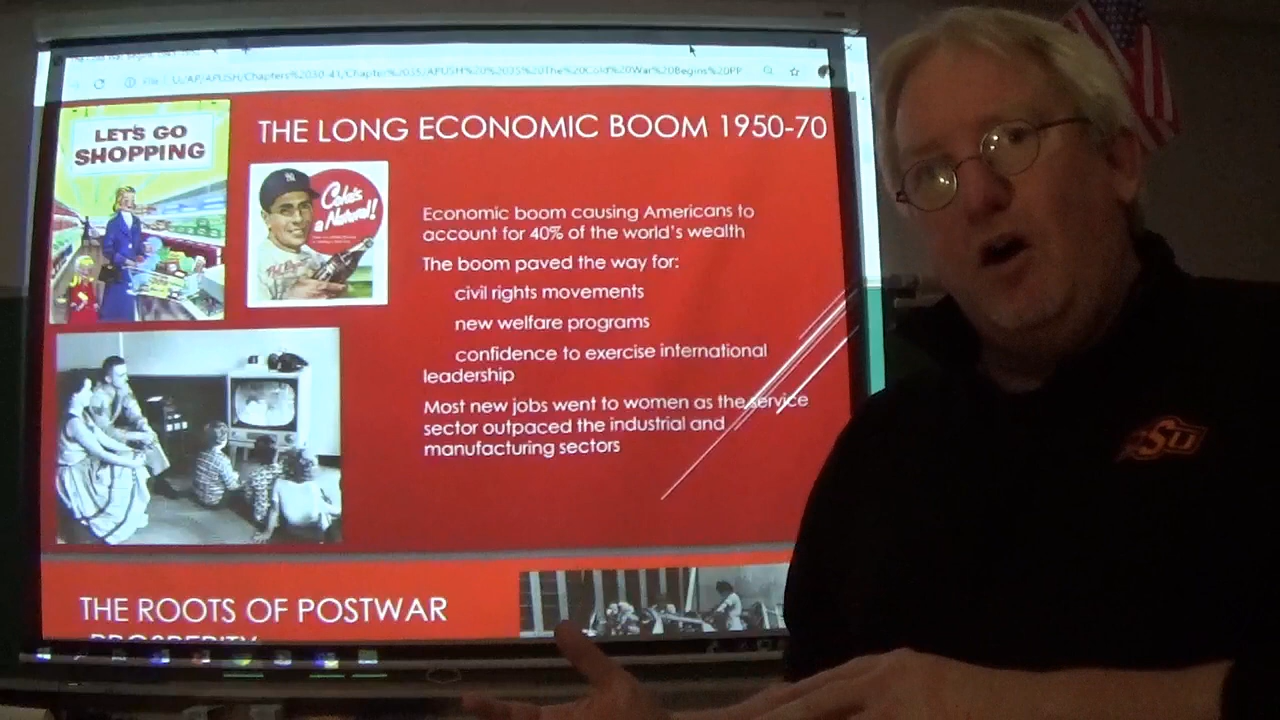 LET'S GO
SHOPPING
THE LONG ECONOMIC BOOM 1950-70
Coke's
a Natural!
Economic boom causing Americans to
account for 40% of the world's wealth
The boom paved the way for:
civil rights movements
new welfare programs
confidence to exercise international
leadership
Most new jobs went to women as the service
sector outpaced the industrial and
manufacturing sectors
THE ROOTS OF POSTWAR
PROSPERITY
OSU